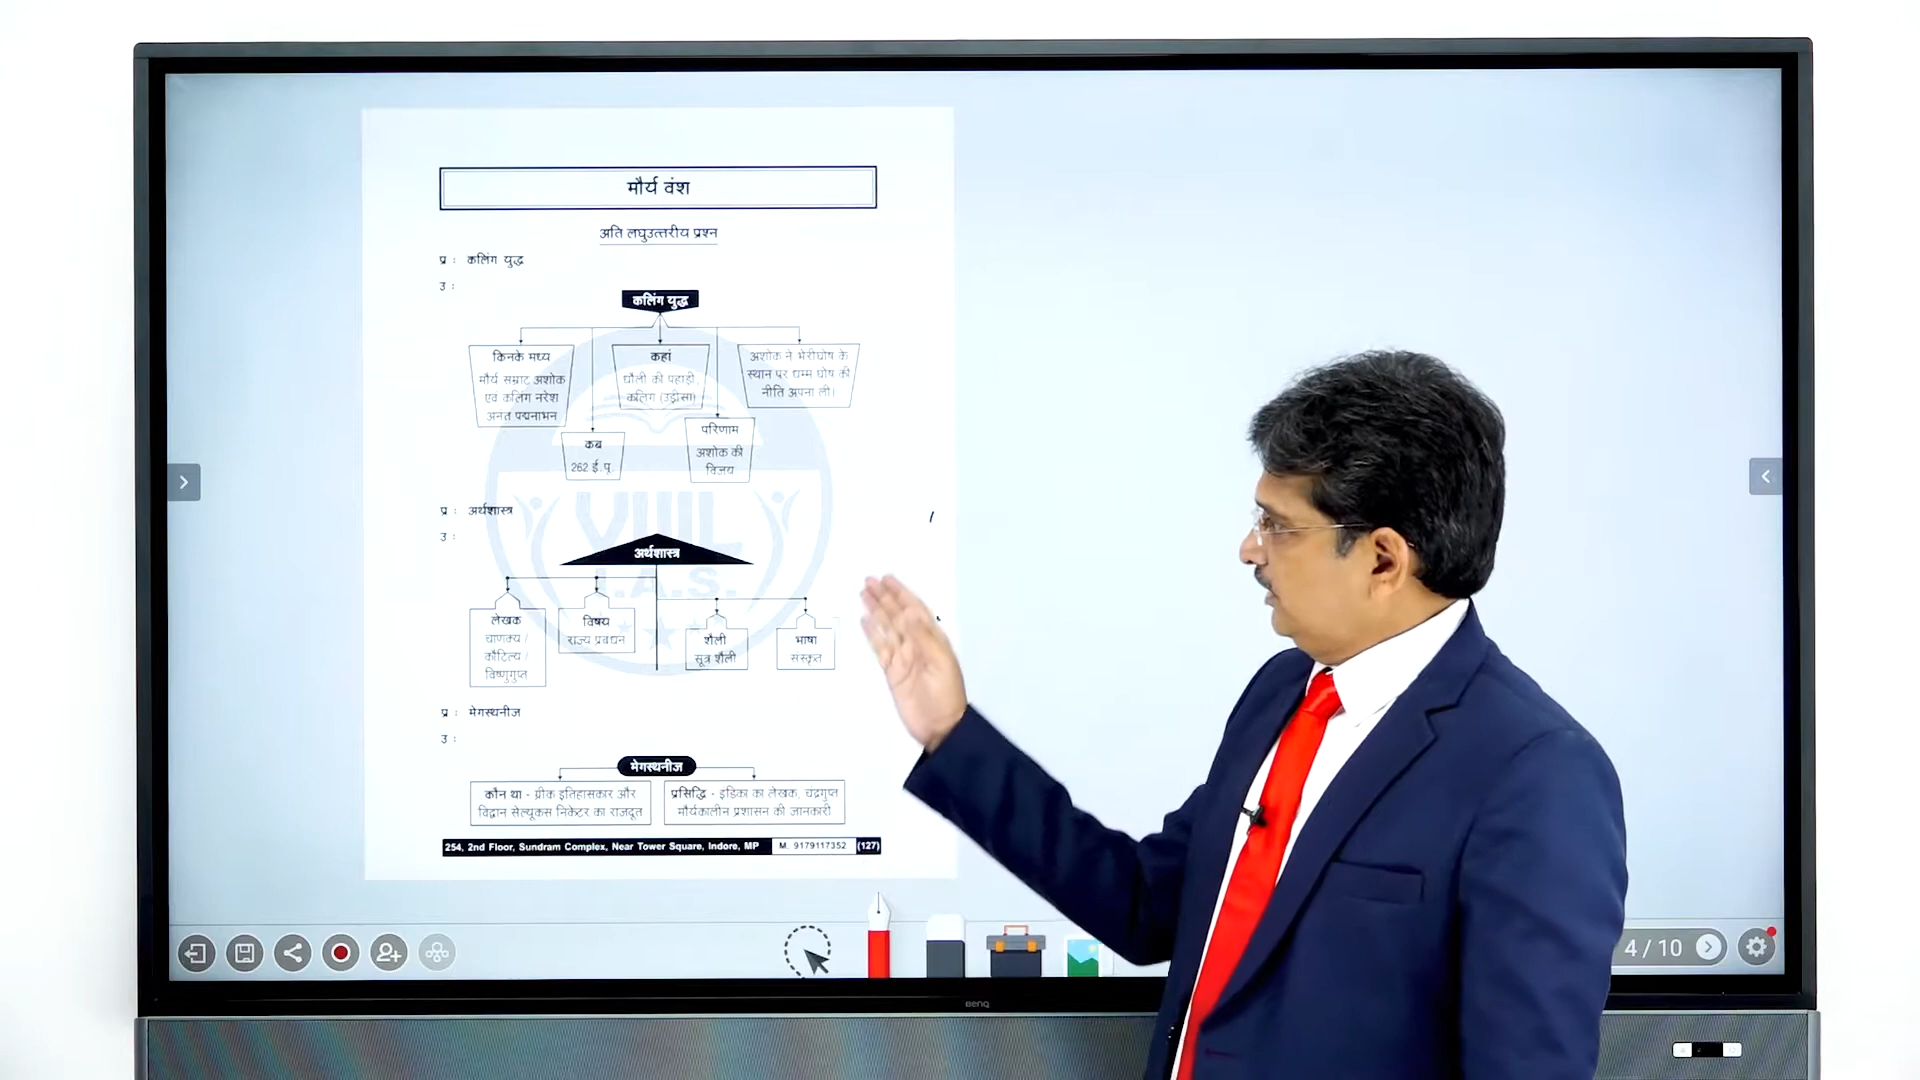 मौर्य वंश
अति लघुउत्तरीय प्रश्न
प्र : कलिंग युद्ध
उ :
कलिंग युद्ध
किनके मध्य
मौर्य सम्राट अशोक
एवं कलिंग नरेश
अनंत पद्मनाभन
कब
262 ई.पू.
कहां
धौली की पहाड़ी,
कलिंग (उड़ीसा)
परिणाम
अशोक की
विजय
अशोक ने भेरीघोष के
स्थान पर धम्म घोष की
नीति अपना ली।
प्र : अर्थशास्त्र
उ :
अर्थशास्त्र
लेखक
चाणक्य /
कौटिल्य /
विष्णुगुप्त
विषय
राज्य प्रबंधन
शैली
सूत्र शैली
भाषा
संस्कृत
I.A.S.
प्र : मेगस्थनीज
उ :
मेगस्थनीज
कौन था - ग्रीक इतिहासकार और
विद्वान सेल्यूकस निकेटर का राजदूत
प्रसिद्धि - इंडिका का लेखक, चंद्रगुप्त
मौर्यकालीन प्रशासन की जानकारी
254, 2nd Floor, Sundram Complex, Near Tower Square, Indore, MP M. 9179117352 (127)
4 / 10
BenQ